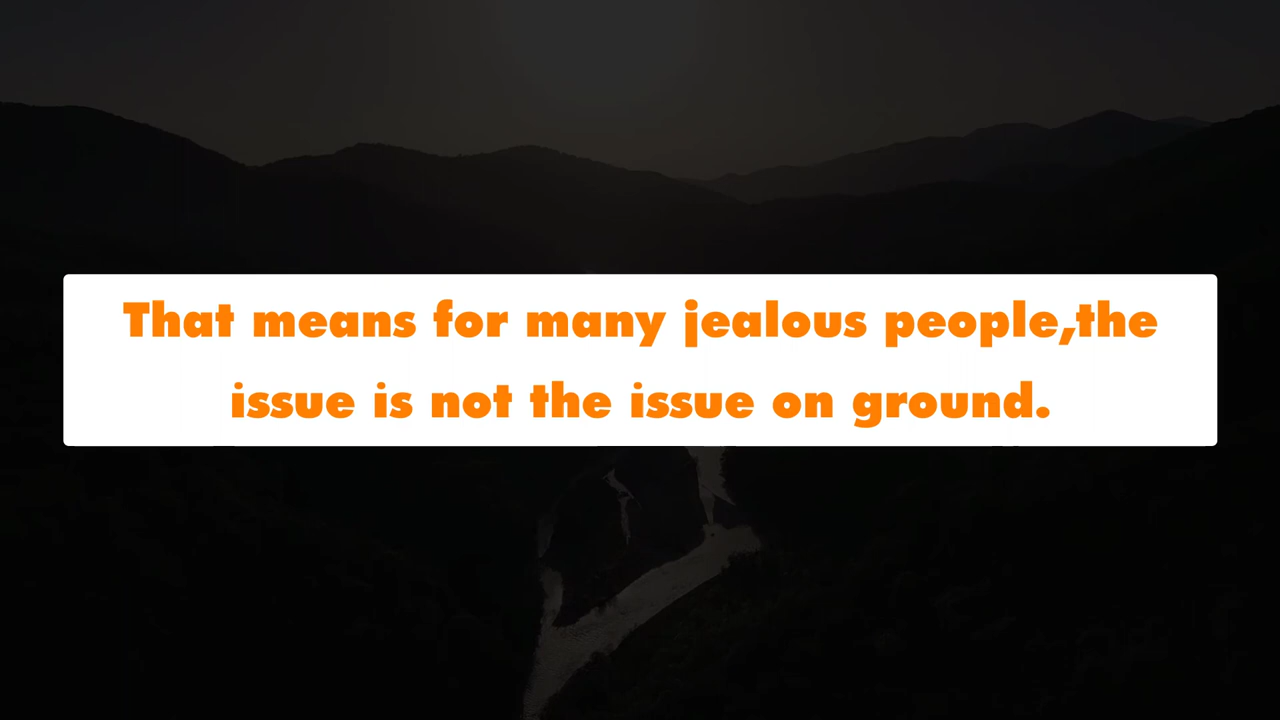 That means for many jealous people,the
issue is not the issue on ground.